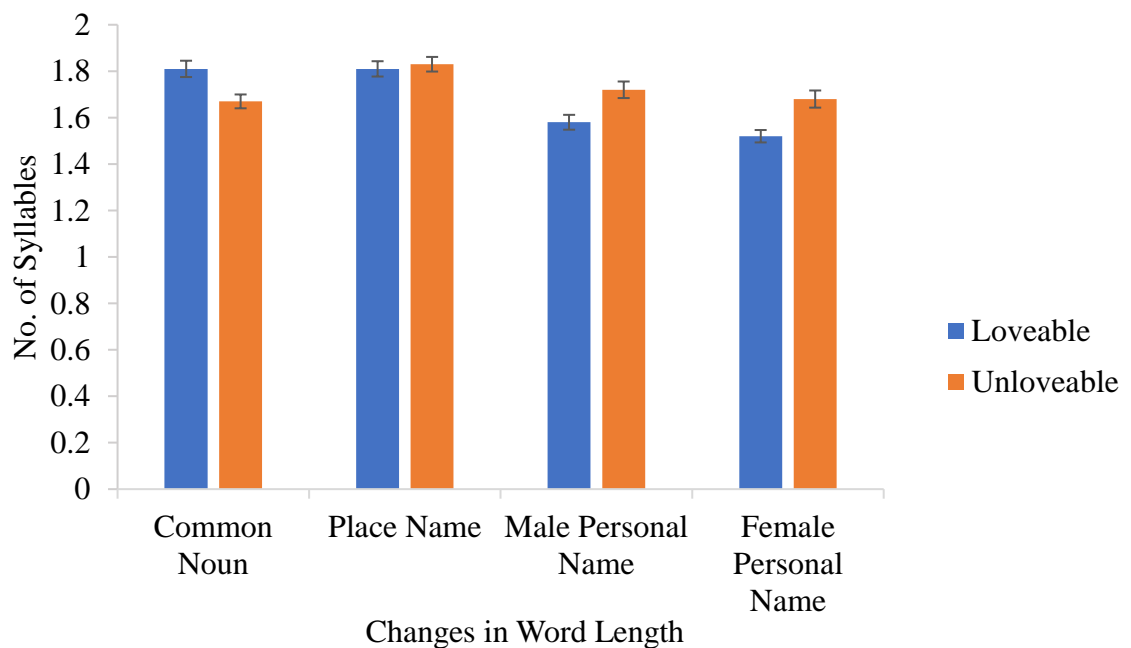 2
1.8
1.6
1.4
1.2
1
0.8
0.6
0.4
0.2
0
No. of Syllables
Common
Noun
Place Name
Male Personal
Name
Female
Personal
Name
Changes in Word Length
Loveable
Unloveable